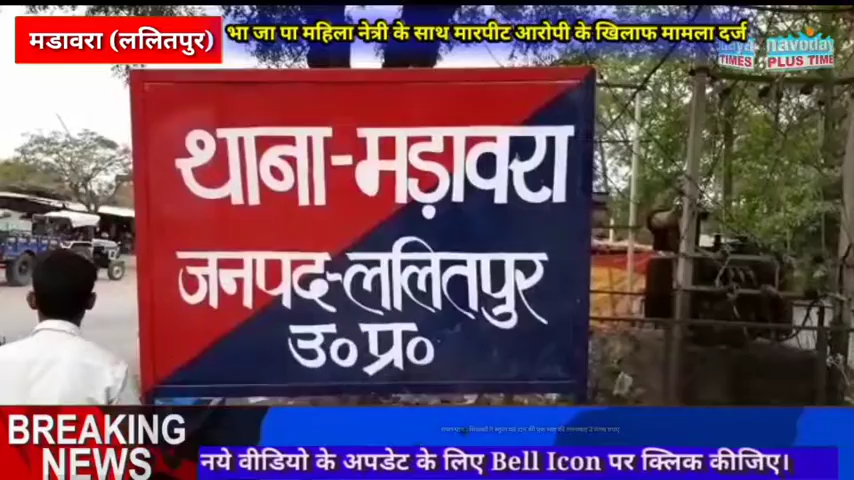 मडावरा (ललितपुर)
भा जा पा महिला नेत्री के साथ मारपीट आरोपी के खिलाफ मामला दर्ज
TIMES
navoday
PLUS TIME
थाना-मड़ावरा
जनपद-ललितपुर
उ० प्र०
BREAKING
NEWS
नये वीडियो के अपडेट के लिए Bell Icon पर क्लिक कीजिए।